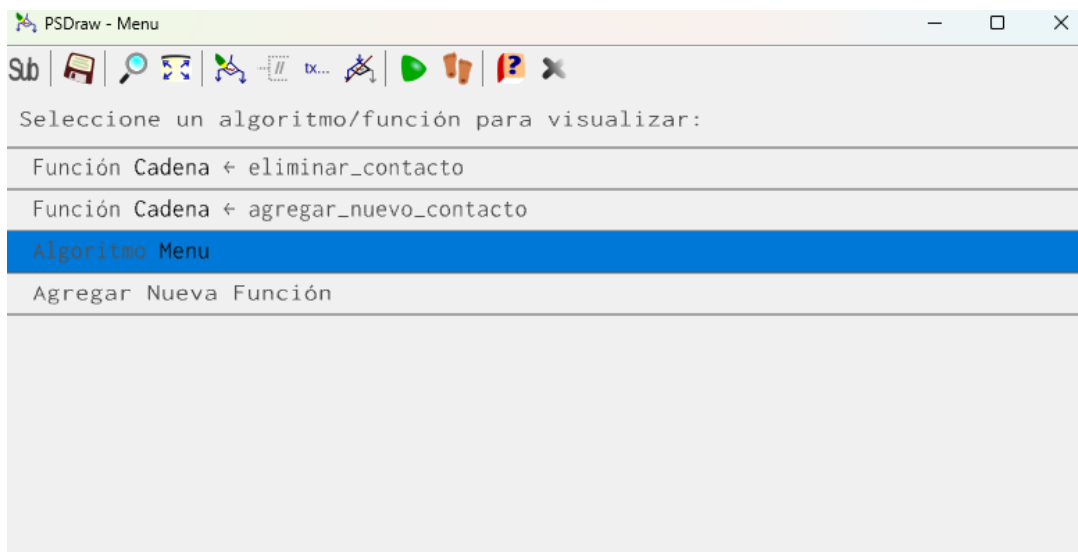 PSDraw - Menu
Sub tx...
Seleccione un algoritmo/función para visualizar:
Función Cadena ← eliminar_contacto
Función Cadena ← agregar_nuevo_contacto
Algoritmo Menu
Agregar Nueva Función